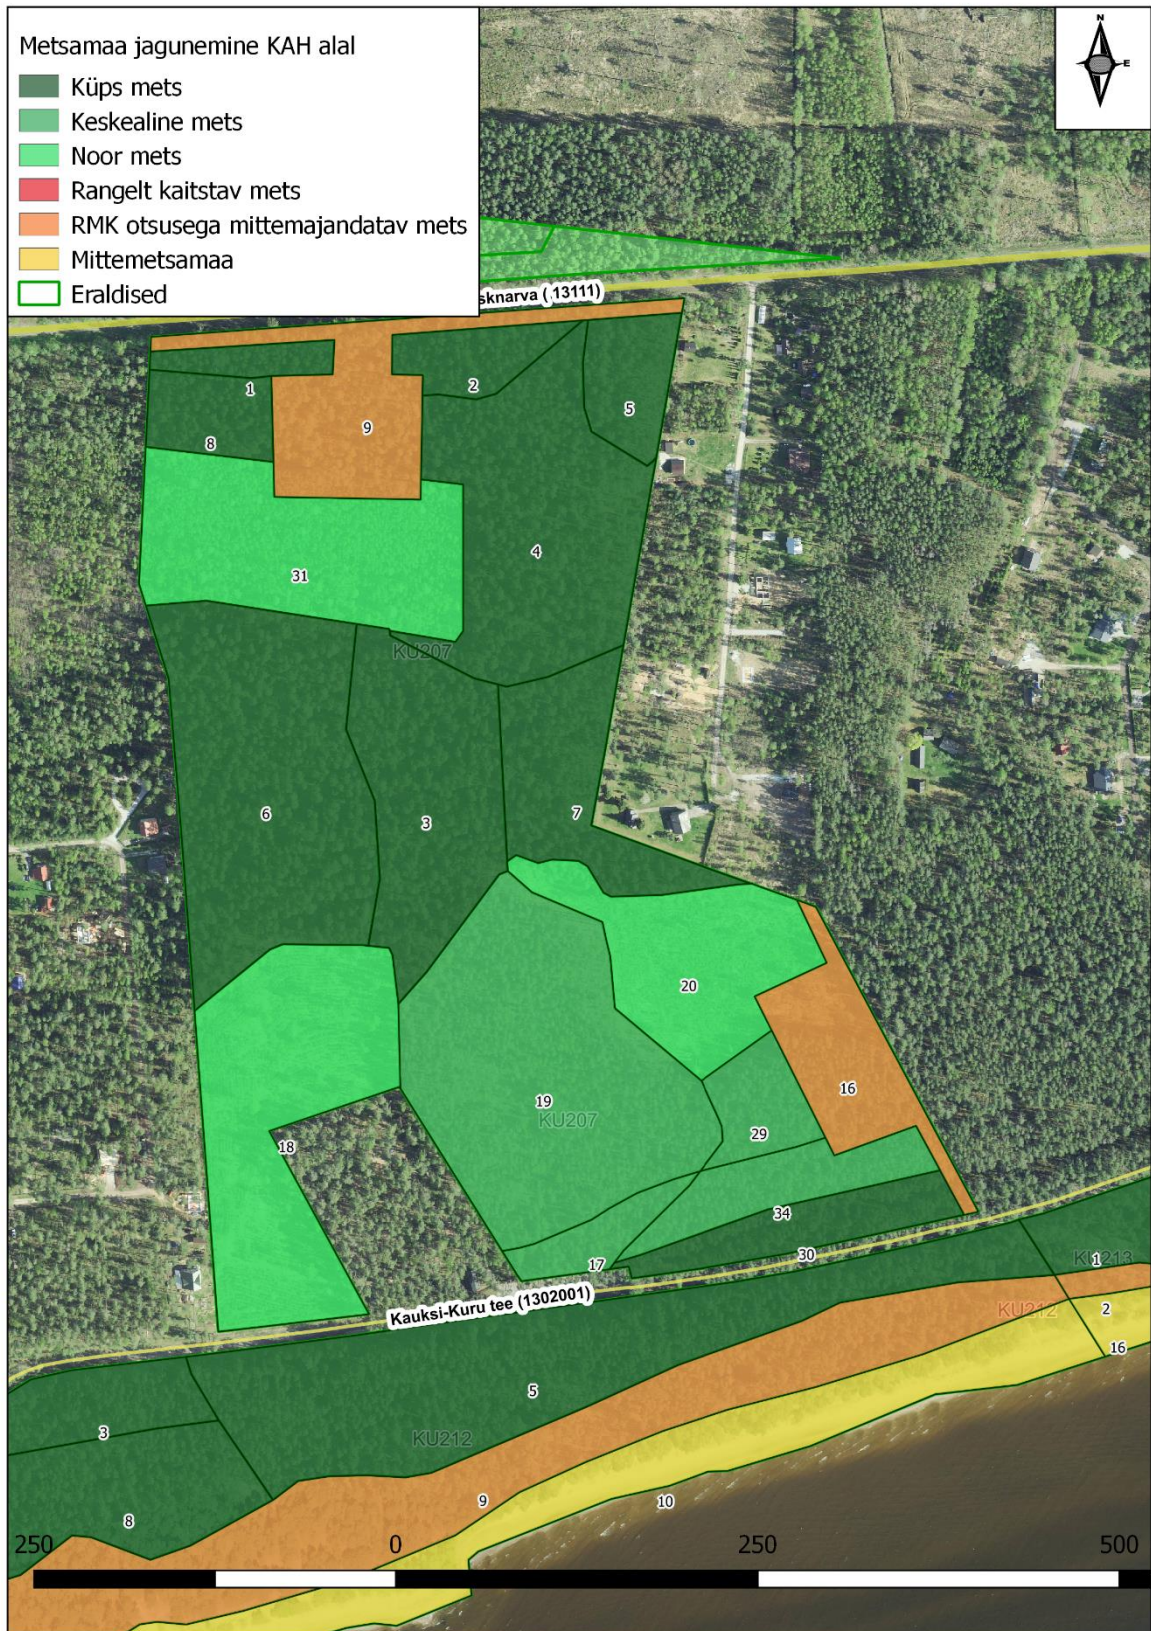 Metsamaa jagunemine KAH alal
Küps mets
Keskealine mets
Noor mets
Rangelt kaitstav mets
RMK otsusega mittemajandatav mets
Mittemetsamaa
Eraldised
N
E
sknarva (13111)
1
2
5
8
9
4
31
KU207
6
3
7
20
19
KU207
16
29
18
34
17
30
Kauksi-Kuru tee (1302001)
KU213
1
KU212
2
16
5
3
KU212
9
10
8
250
0
250
500